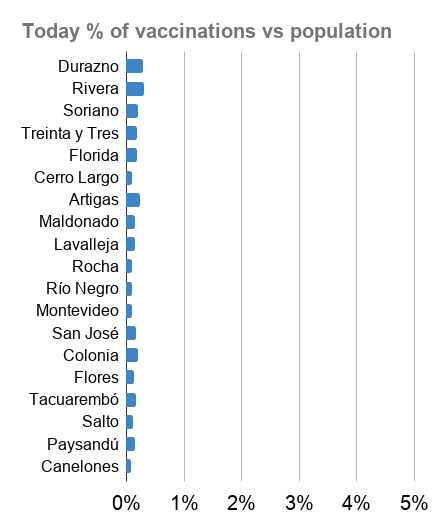 Today % of vaccinations vs population
Durazno
Rivera
Soriano
Treinta y Tres
Florida
Cerro Largo
Artigas
Maldonado
Lavalleja
Rocha
Río Negro
Montevideo
San José
Colonia
Flores
Tacuarembó
Salto
Paysandú
Canelones
0% 1% 2% 3% 4% 5%